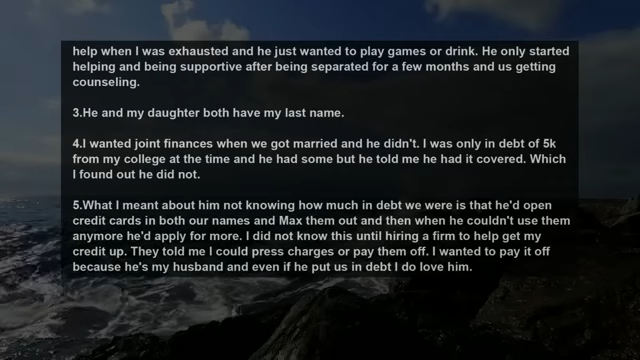 help when I was exhausted and he just wanted to play games or drink. He only started
helping and being supportive after being separated for a few months and us getting
counseling.
3.He and my daughter both have my last name.
4.I wanted joint finances when we got married and he didn't. I was only in debt of 5k
from my college at the time and he had some but he told me he had it covered. Which
I found out he did not.
5.What I meant about him not knowing how much in debt we were is that he'd open
credit cards in both our names and Max them out and then when he couldn't use them
anymore he'd apply for more. I did not know this until hiring a firm to help get my
credit up. They told me I could press charges or pay them off. I wanted to pay it off
because he's my husband and even if he put us in debt I do love him.